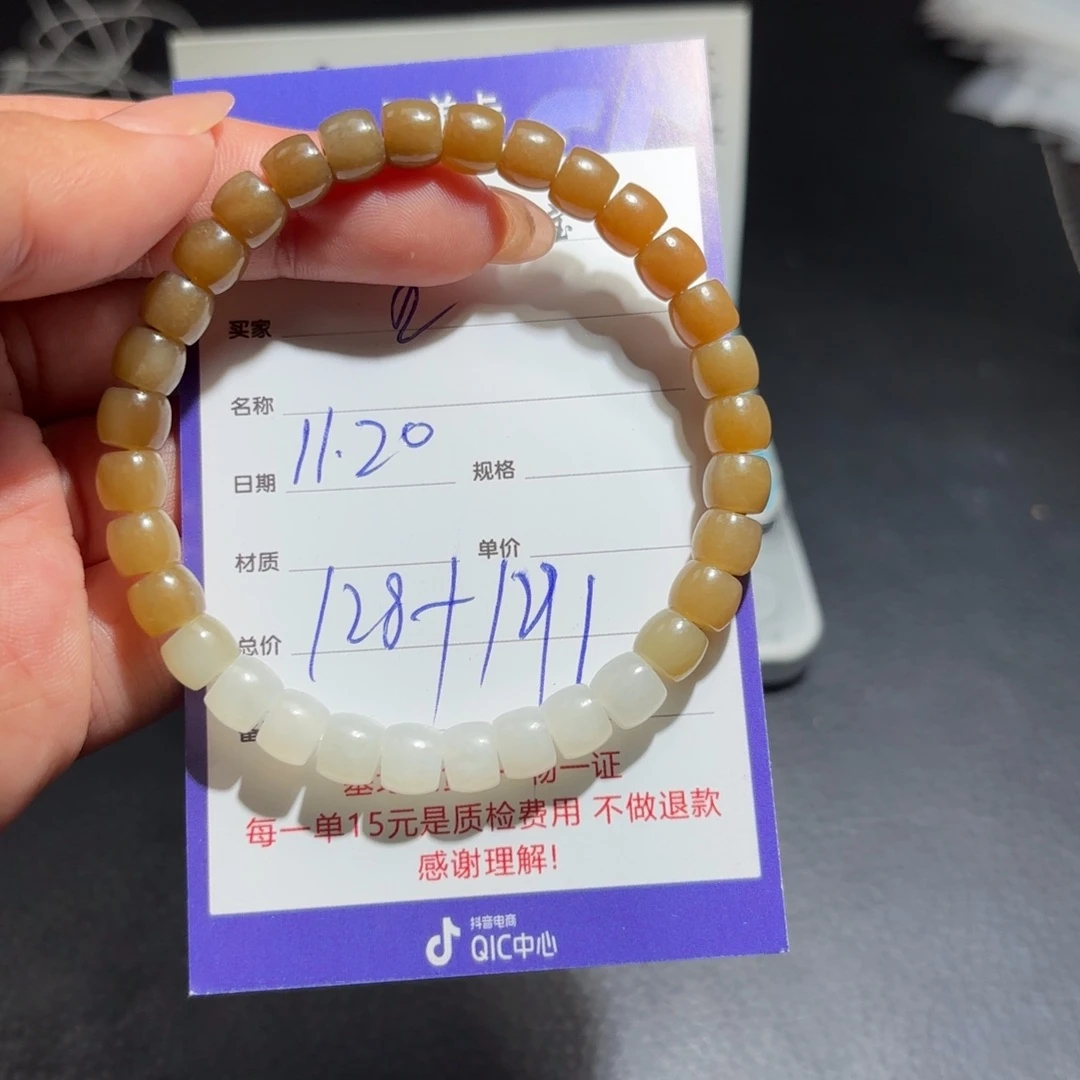 买家
名称
日期 11.20 规格
材质 单价
总价 128+
一证
每一单15元是质检费用 不做退款
感谢理解!
抖音电商
QIC中心